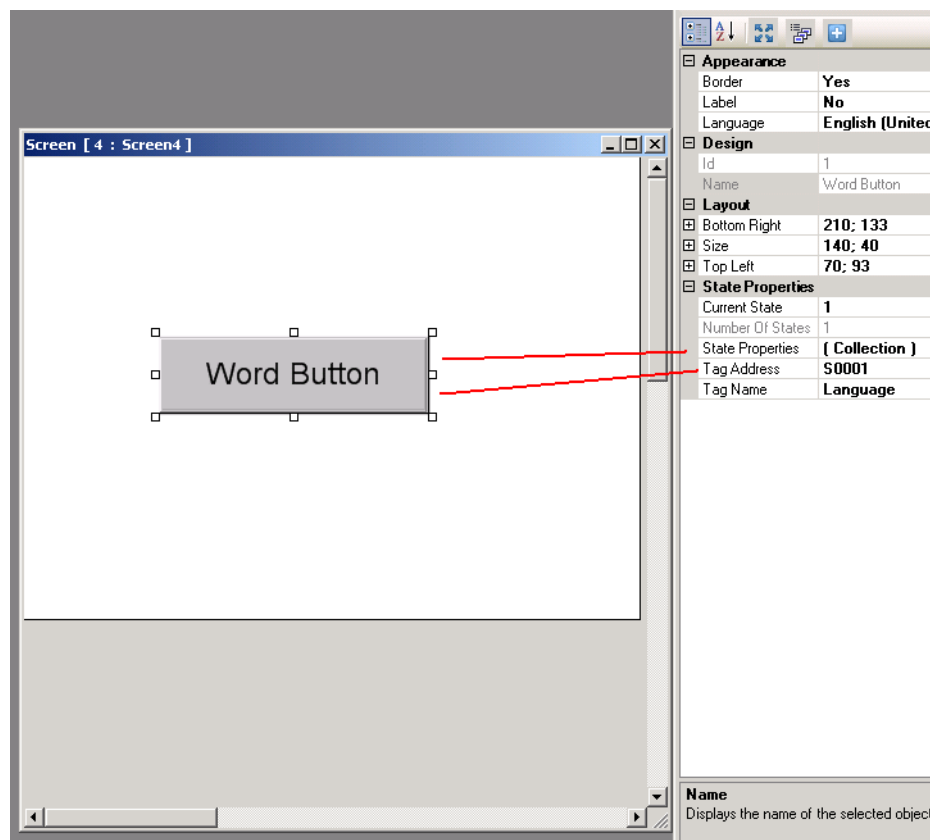 Screen [ 4 : Screen4 ]
Word Button
Appearance
Border Yes
Label No
Language English (United
Design
Id 1
Name Word Button
Layout
Bottom Right 210; 133
Size 140; 40
Top Left 70; 93
State Properties
Current State 1
Number Of States 1
State Properties ( Collection )
Tag Address S0001
Tag Name Language
Name
Displays the name of the selected object